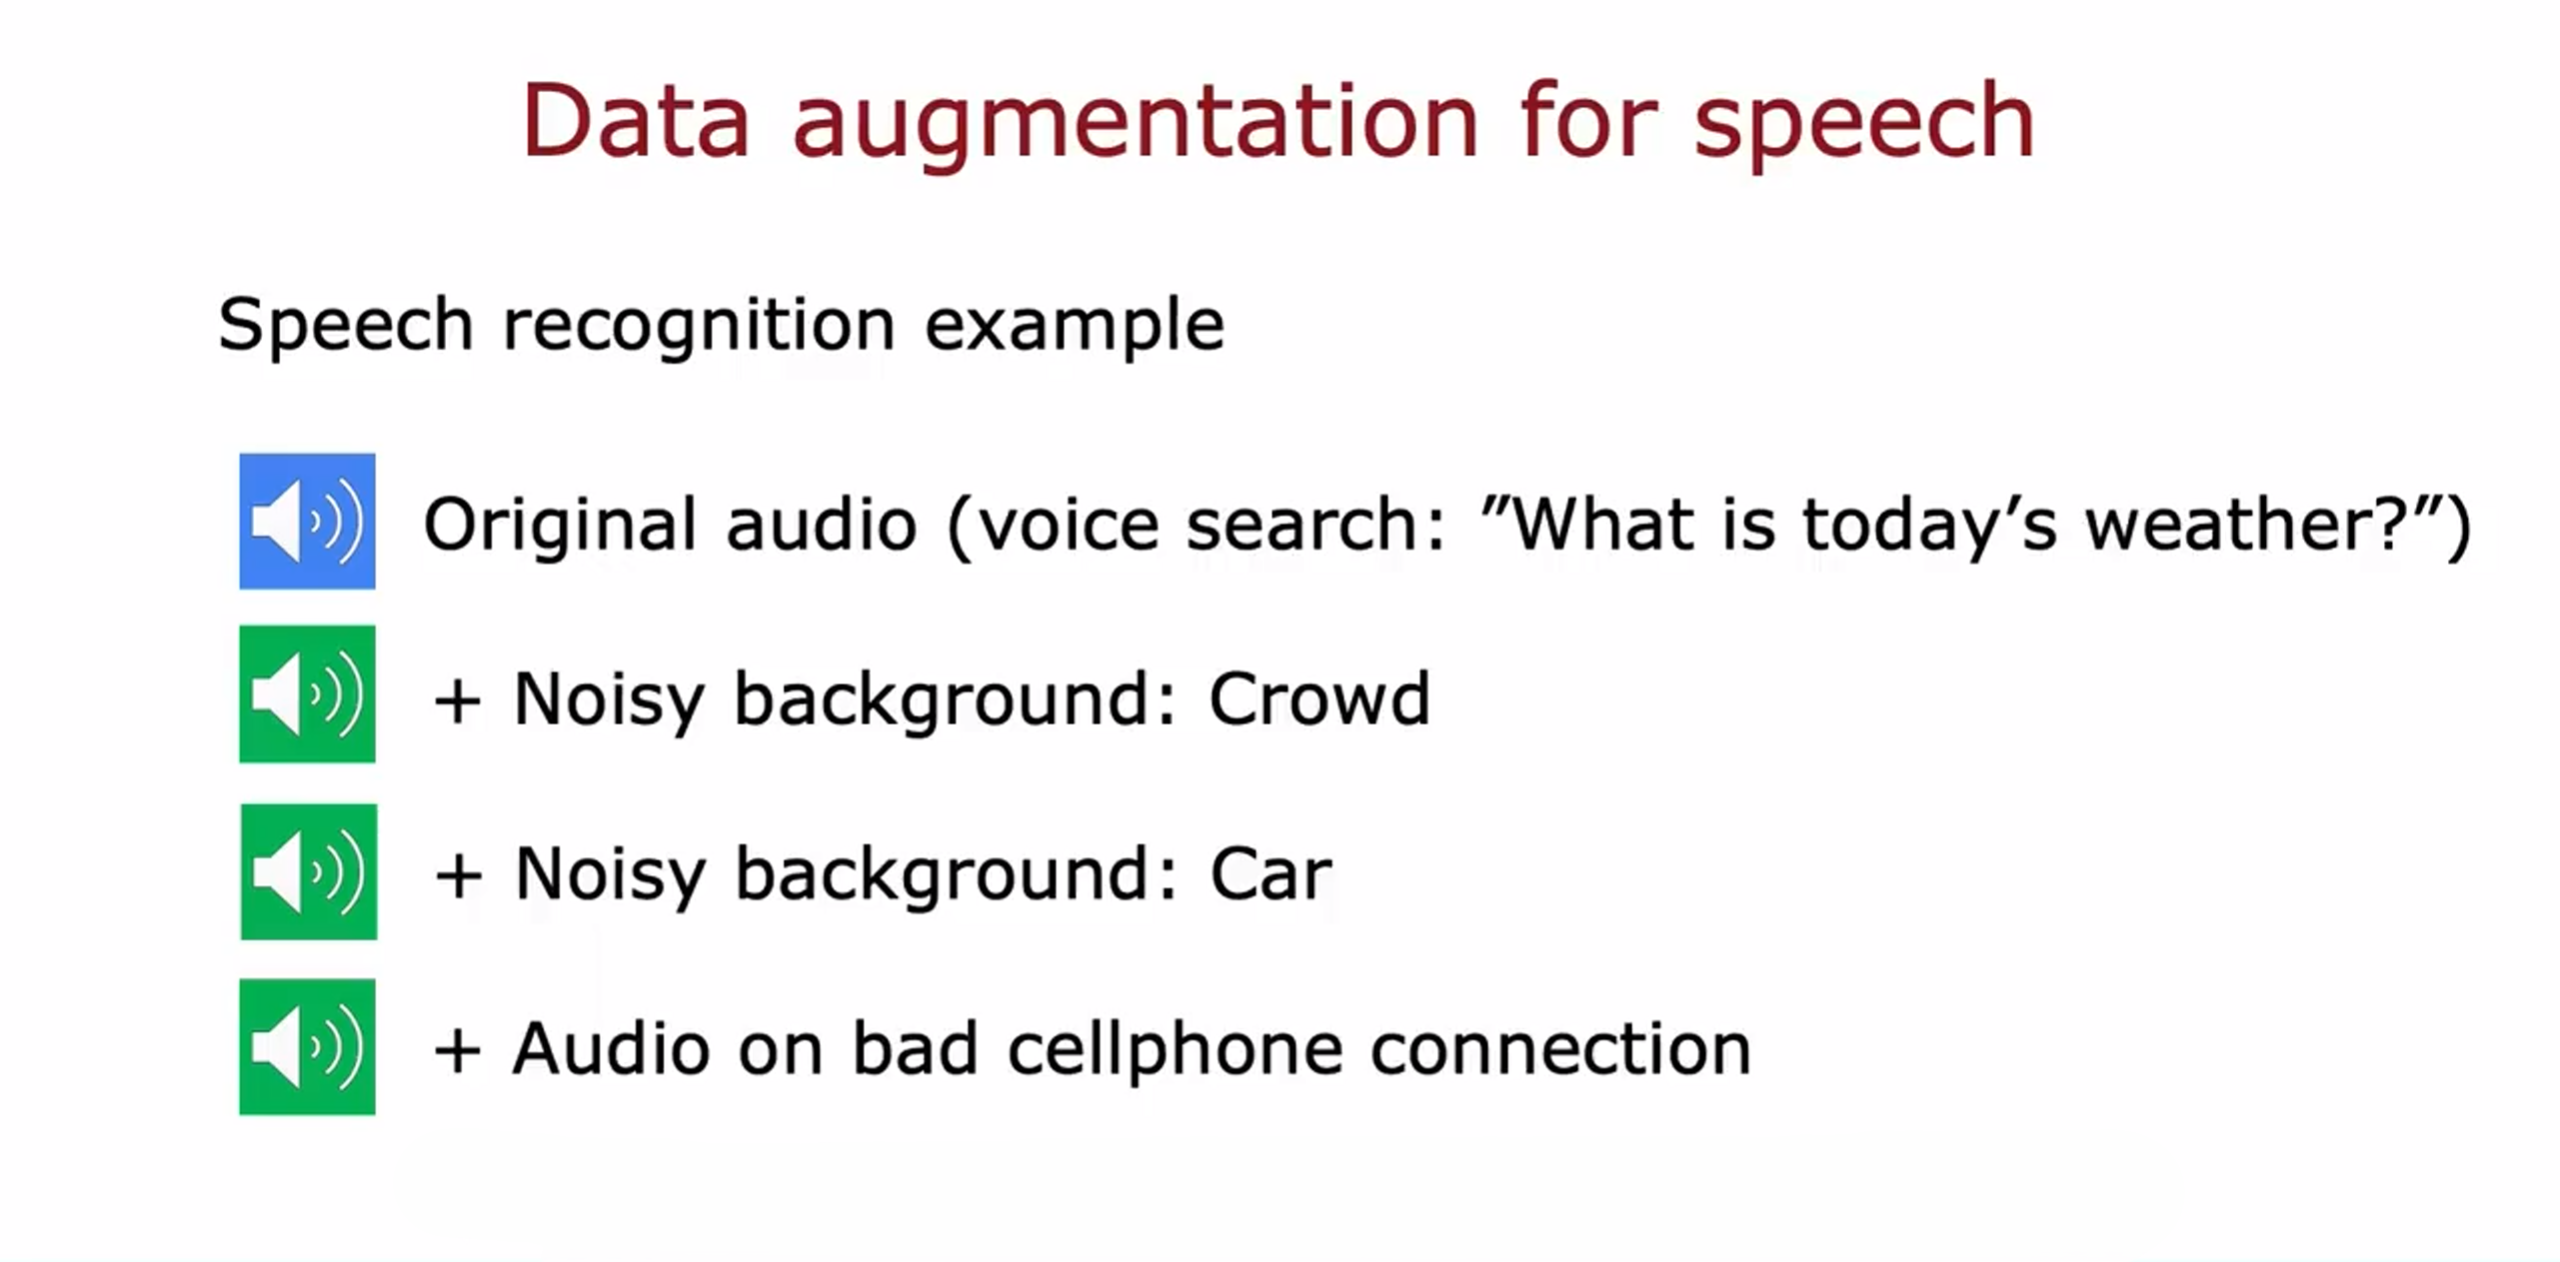 Data augmentation for speech
Speech recognition example
Original audio (voice search: ”What is today’s weather?”)
+ Noisy background: Crowd
+ Noisy background: Car
+ Audio on bad cellphone connection